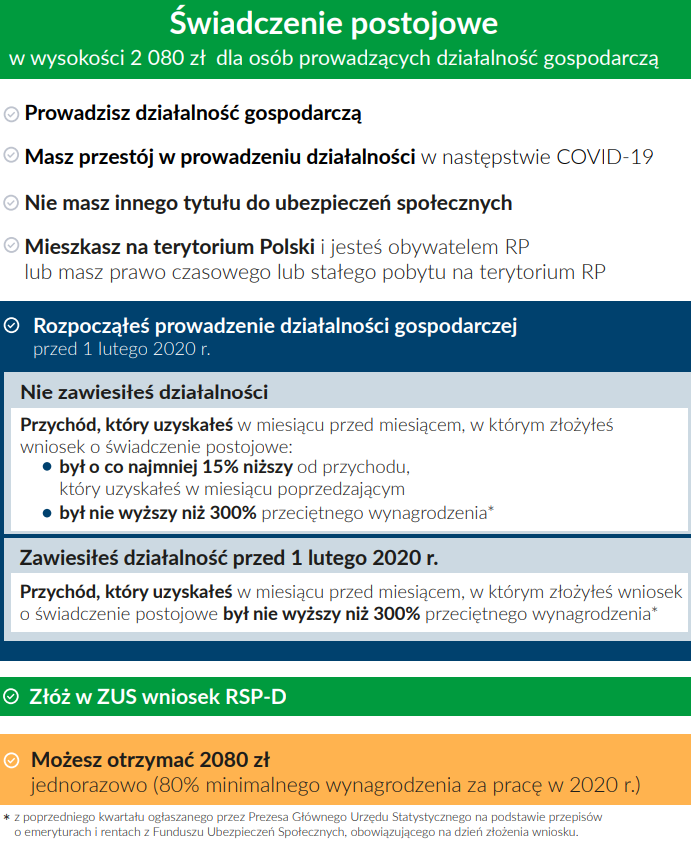 Świadczenie postojowe
w wysokości 2 080 zł dla osób prowadzących działalność gospodarczą
Prowadzisz działalność gospodarczą
Masz przestój w prowadzeniu działalności w następstwie COVID-19
Nie masz innego tytułu do ubezpieczeń społecznych
Mieszkasz na terytorium Polski i jesteś obywatelem RP
lub masz prawo czasowego lub stałego pobytu na terytorium RP
Rozpocząłeś prowadzenie działalności gospodarczej
przed 1 lutego 2020 r.
Nie zawiesiłeś działalności
Przychód, który uzyskałeś w miesiącu przed miesiącem, w którym złożyłeś
wniosek o świadczenie postojowe:
• był o co najmniej 15% niższy od przychodu,
który uzyskałeś w miesiącu poprzedzającym
• był nie wyższy niż 300% przeciętnego wynagrodzenia*
Zawiesiłeś działalność przed 1 lutego 2020 r.
Przychód, który uzyskałeś w miesiącu przed miesiącem, w którym złożyłeś wniosek
o świadczenie postojowe był nie wyższy niż 300% przeciętnego wynagrodzenia*
Złóż w ZUS wniosek RSP-D
Możesz otrzymać 2080 zł
jednorazowo (80% minimalnego wynagrodzenia za pracę w 2020 r.)
* z poprzedniego kwartału ogłaszanego przez Prezesa Głównego Urzędu Statystycznego na podstawie przepisów
o emeryturach i rentach z Funduszu Ubezpieczeń Społecznych, obowiązującego na dzień złożenia wniosku.